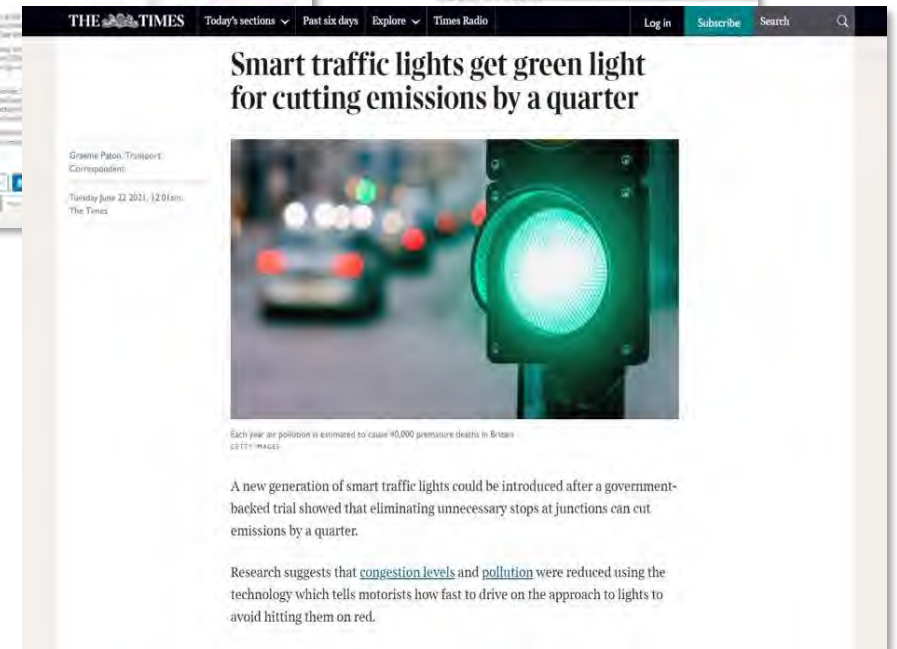 THE TIMES Today's sections Past six days Explore Times Radio Log in Subscribe Search
Smart traffic lights get green light
for cutting emissions by a quarter
Graeme Paton, Transport
Correspondent
Tuesday June 22 2021, 12.01am,
The Times
Each year air pollution is estimated to cause 40,000 premature deaths in Britain
GETTY IMAGES
A new generation of smart traffic lights could be introduced after a government-
backed trial showed that eliminating unnecessary stops at junctions can cut
emissions by a quarter.
Research suggests that congestion levels and pollution were reduced using the
technology which tells motorists how fast to drive on the approach to lights to
avoid hitting them on red.